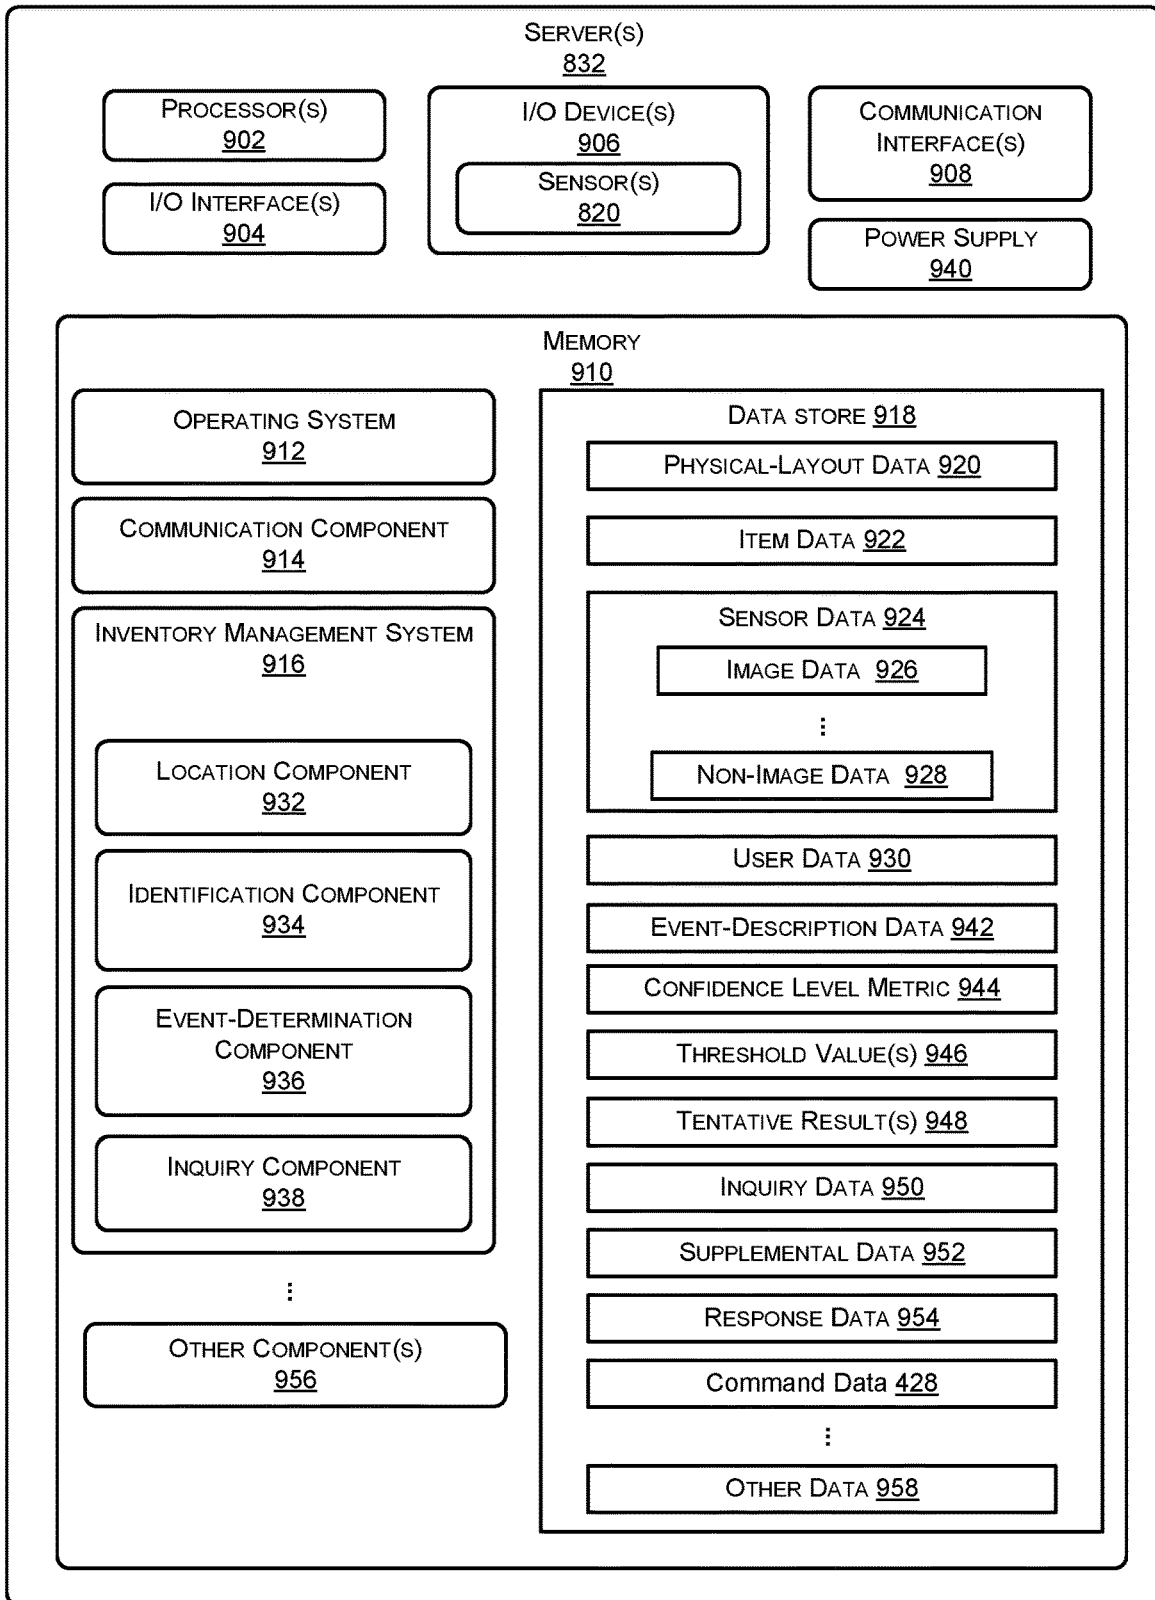 SERVER(S)
832
PROCESSOR(S)
902
I/O INTERFACE(S)
904
I/O DEVICE(S)
906
SENSOR(S)
820
COMMUNICATION
INTERFACE(S)
908
POWER SUPPLY
940
MEMORY
910
OPERATING SYSTEM
912
COMMUNICATION COMPONENT
914
INVENTORY MANAGEMENT SYSTEM
916
LOCATION COMPONENT
932
IDENTIFICATION COMPONENT
934
EVENT-DETERMINATION
COMPONENT
936
INQUIRY COMPONENT
938
⋮
OTHER COMPONENT(S)
956
DATA STORE 918
PHYSICAL-LAYOUT DATA 920
ITEM DATA 922
SENSOR DATA 924
IMAGE DATA 926
⋮
NON-IMAGE DATA 928
USER DATA 930
EVENT-DESCRIPTION DATA 942
CONFIDENCE LEVEL METRIC 944
THRESHOLD VALUE(S) 946
TENTATIVE RESULT(S) 948
INQUIRY DATA 950
SUPPLEMENTAL DATA 952
RESPONSE DATA 954
Command Data 428
⋮
OTHER DATA 958